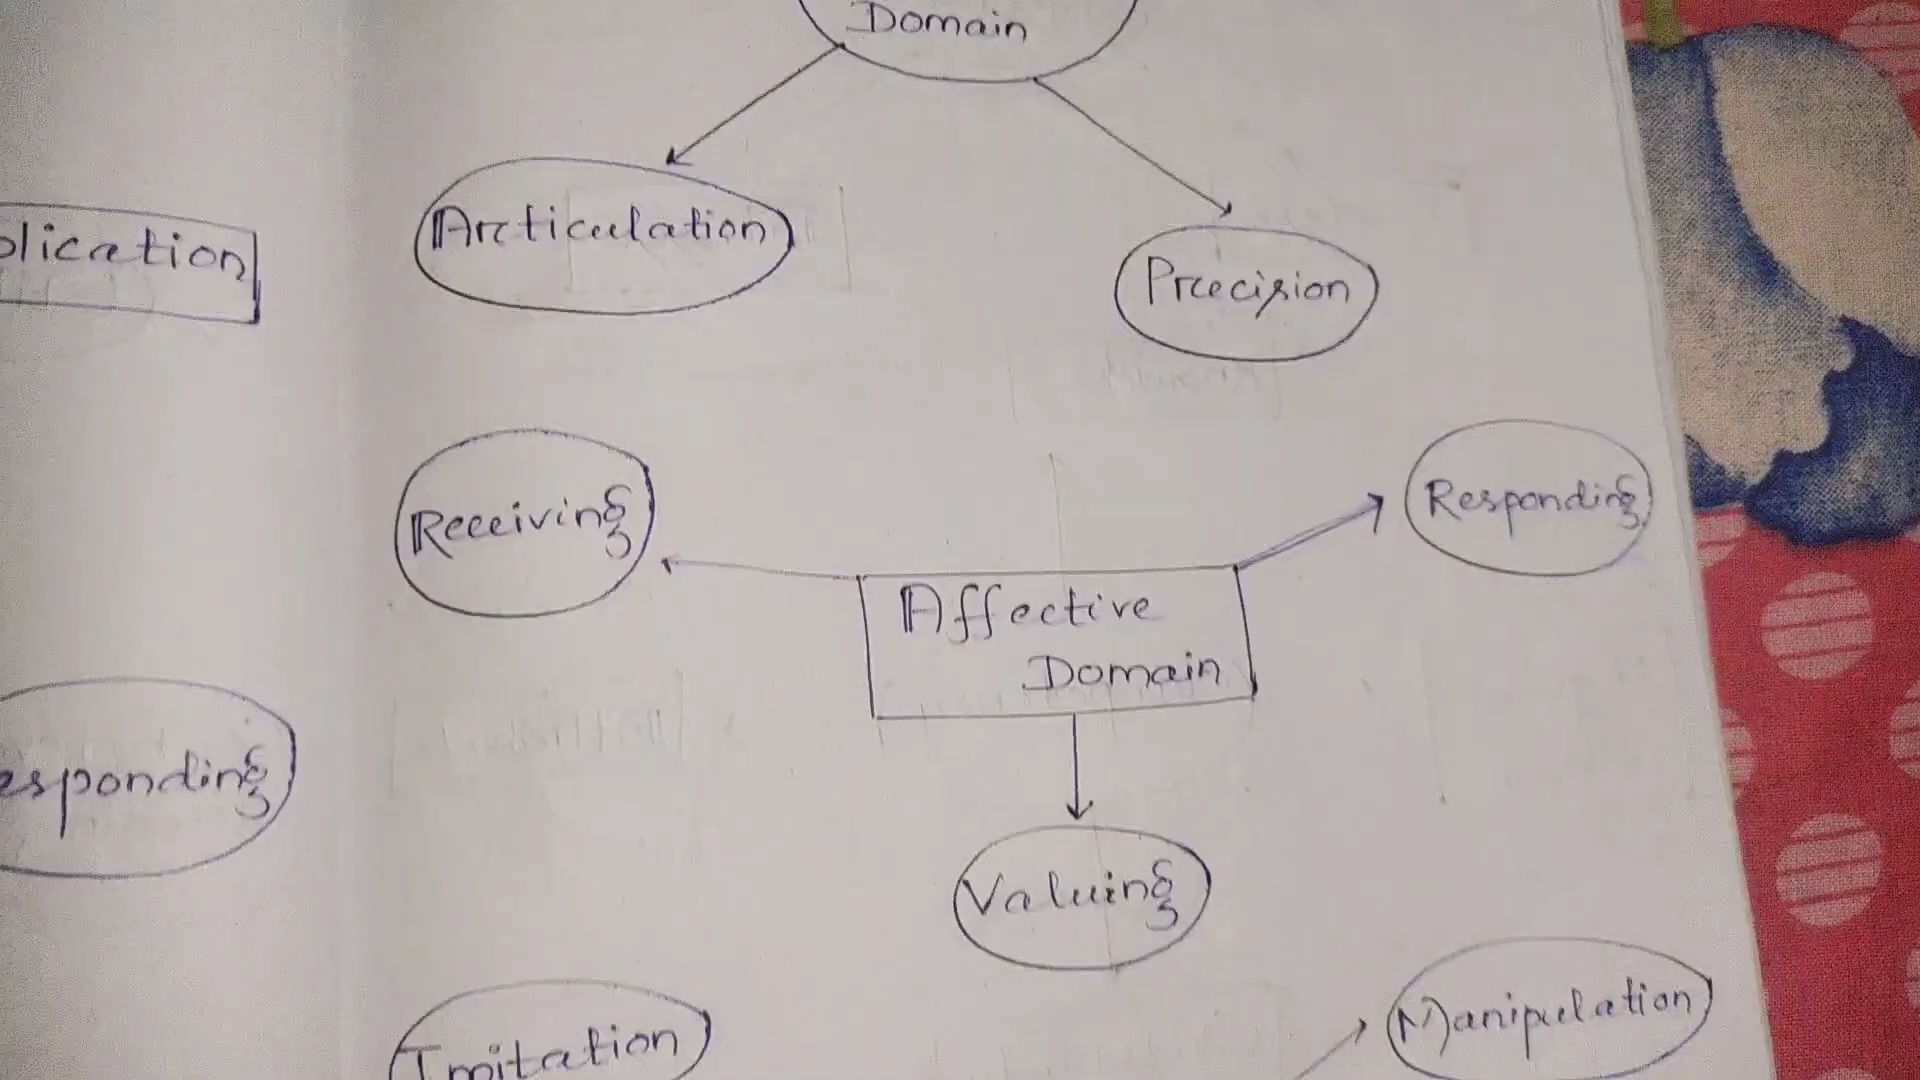 Domain
Articulation
plication
Precision
Receiving
Responding
Affective
Domain
esponding
Valuing
Manipulation
Imitation